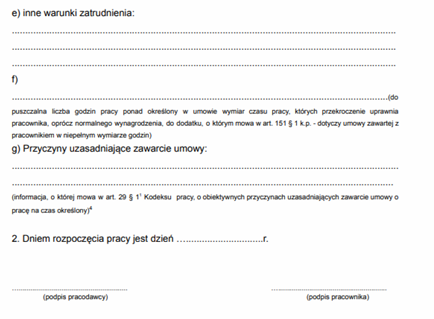 e) inne warunki zatrudnienia:
................................................................................
................................................................................
................................................................................
f)
................................................................................(do
puszczalna liczba godzin pracy ponad określony w umowie wymiar czasu pracy, których przekroczenie uprawnia
pracownika, oprócz normalnego wynagrodzenia, do dodatku, o którym mowa w art. 151 § 1 k.p. - dotyczy umowy zawartej z
pracownikiem w niepełnym wymiarze godzin)
g) Przyczyny uzasadniające zawarcie umowy:
................................................................................
................................................................................
(informacja, o której mowa w art. 29 § 1¹ Kodeksu pracy, o obiektywnych przyczynach uzasadniających zawarcie umowy o
pracę na czas określony)⁴
2. Dniem rozpoczęcia pracy jest dzień ..............................r.
........................................ ........................................
(podpis pracodawcy) (podpis pracownika)